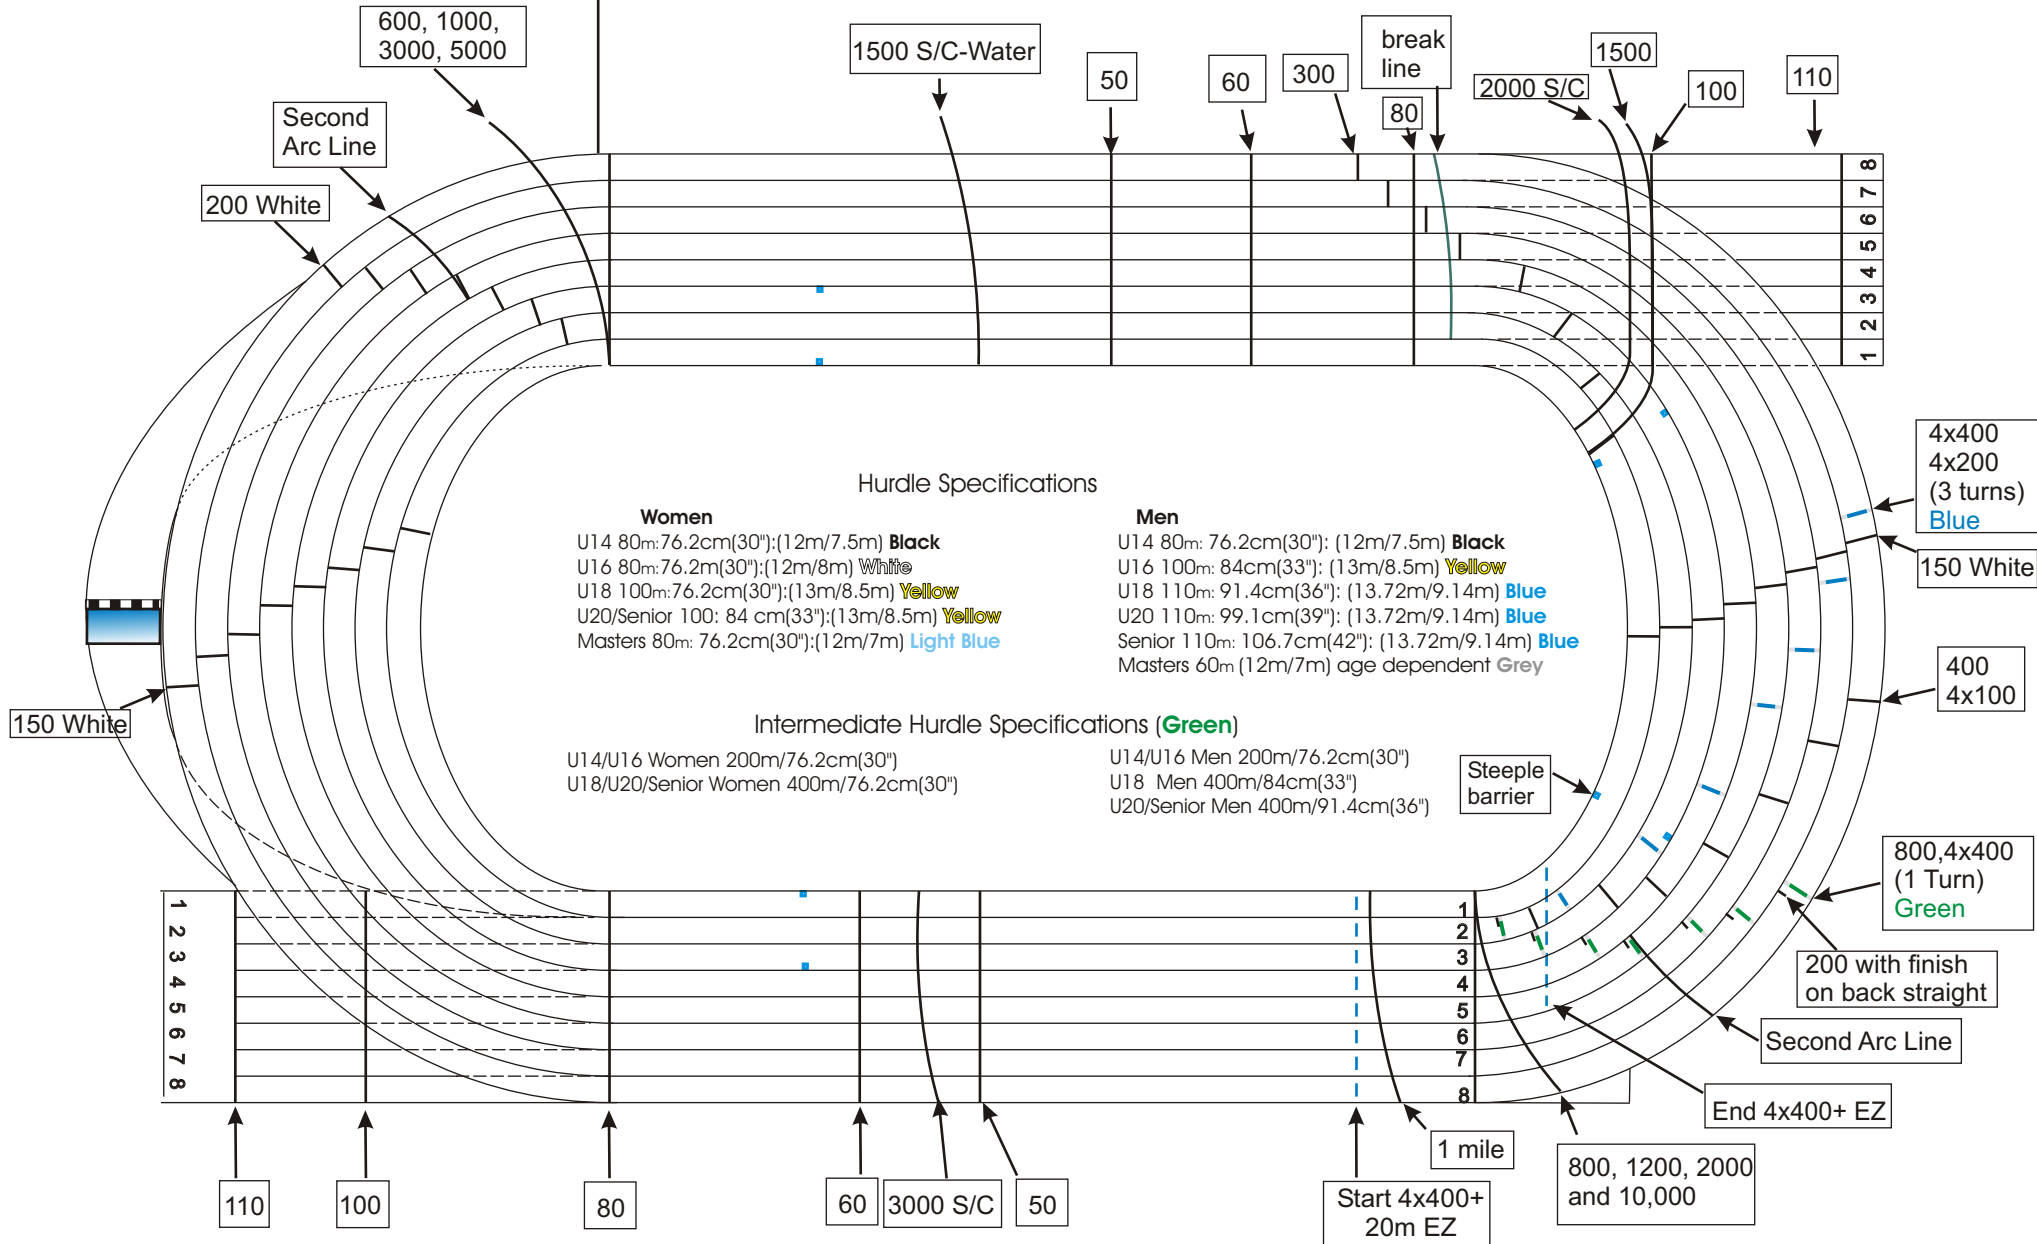 600, 1000,
3000, 5000
1500 S/C-Water
break
line
1500
2000 S/C
50
60
300
80
100
110
Second
Arc Line
200 White
8
7
6
5
4
3
2
1
4x400
4x200
(3 turns)
Blue
150 White
400
4x100
Hurdle Specifications
Women
U14 80m:76.2cm(30"):(12m/7.5m) Black
U16 80m:76.2m(30"):(12m/8m) White
U18 100m:76.2cm(30"):(13m/8.5m) Yellow
U20/Senior 100: 84 cm(33"):(13m/8.5m) Yellow
Masters 80m: 76.2cm(30"):(12m/7m) Light Blue
Men
U14 80m: 76.2cm(30"): (12m/7.5m) Black
U16 100m: 84cm(33"): (13m/8.5m) Yellow
U18 110m: 91.4cm(36"): (13.72m/9.14m) Blue
U20 110m: 99.1cm(39"): (13.72m/9.14m) Blue
Senior 110m: 106.7cm(42"): (13.72m/9.14m) Blue
Masters 60m (12m/7m) age dependent Grey
150 White
Intermediate Hurdle Specifications (Green)
U14/U16 Women 200m/76.2cm(30")
U18/U20/Senior Women 400m/76.2cm(30")
U14/U16 Men 200m/76.2cm(30")
U18  Men 400m/84cm(33")
U20/Senior Men 400m/91.4cm(36")
Steeple
barrier
800,4x400
(1 Turn)
Green
200 with finish
on back straight
Second Arc Line
End 4x400+ EZ
1
2
3
4
5
6
7
8
1
2
3
4
5
6
7
8
1 mile
800, 1200, 2000
and 10,000
110
100
80
60
3000 S/C
50
Start 4x400+
20m EZ